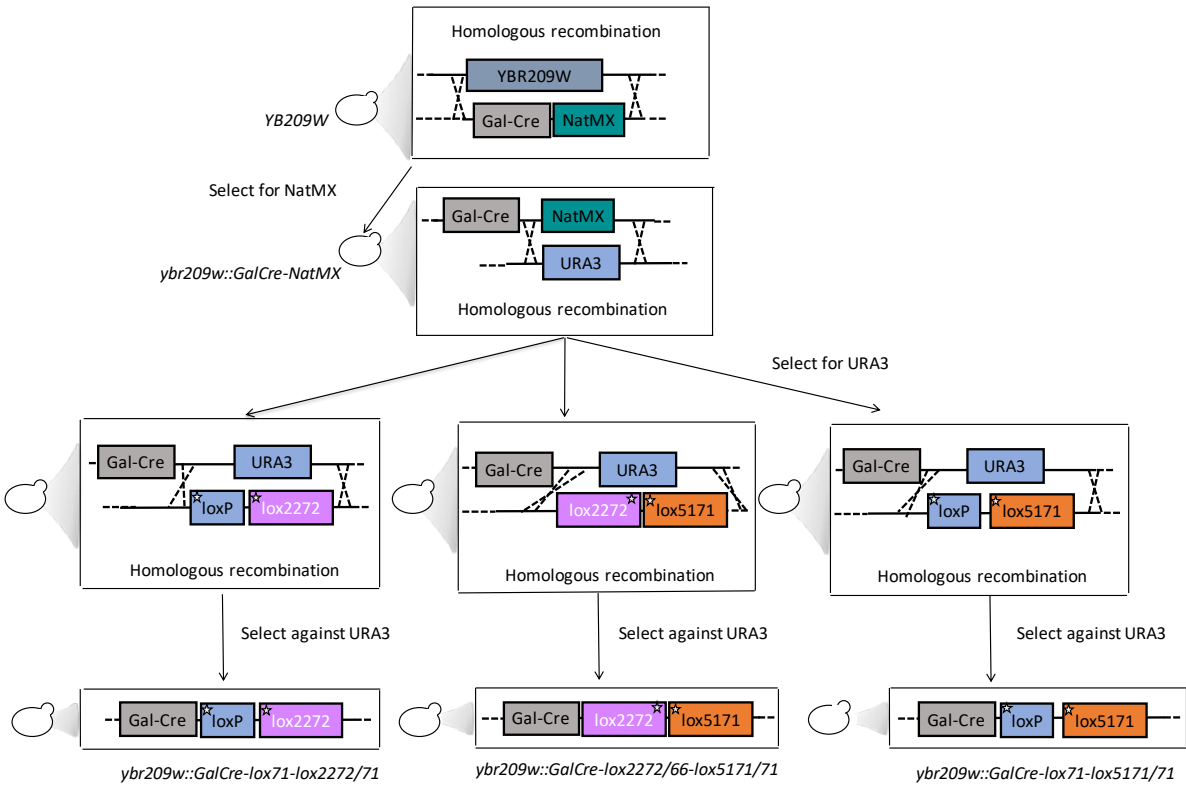 Homologous recombination
YBR209W
YB209W
Gal-Cre NatMX
Select for NatMX
Gal-Cre NatMX
URA3
ybr209w::GalCre-NatMX
Homologous recombination
Select for URA3
Gal-Cre URA3
loxP lox2272
Homologous recombination
Gal-Cre URA3
lox2272 lox5171
Homologous recombination
Gal-Cre URA3
loxP lox5171
Homologous recombination
Select against URA3
Select against URA3
Select against URA3
Gal-Cre loxP lox2272
Gal-Cre lox2272 lox5171
Gal-Cre loxP lox5171
ybr209w::GalCre-lox71-lox2272/71
ybr209w::GalCre-lox2272/66-lox5171/71
ybr209w::GalCre-lox71-lox5171/71